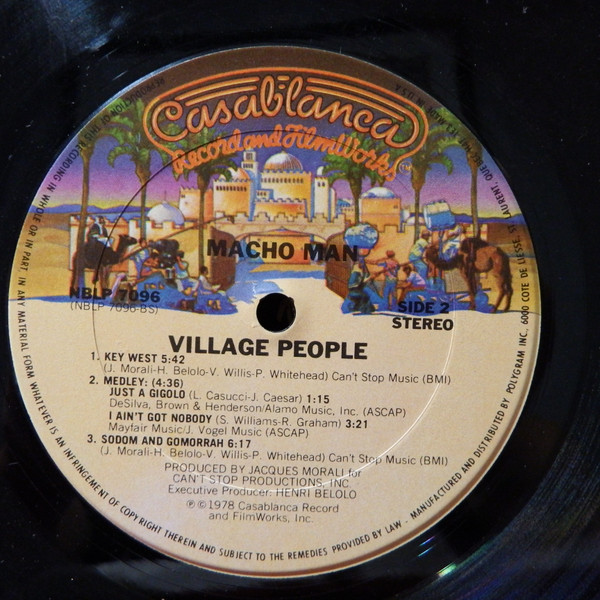 Casablanca
Record and FilmWorks™
MACHO MAN
NBLP 7096
(NBLP 7096-BS)
SIDE 2
STEREO
VILLAGE PEOPLE
1. KEY WEST 5:42
(J. Morali-H. Belolo-V. Willis-P. Whitehead) Can't Stop Music (BMI)
2. MEDLEY: (4:36)
JUST A GIGOLO (L. Casucci-J. Caesar) 1:15
DeSilva, Brown & Henderson/Alamo Music, Inc. (ASCAP)
I AIN'T GOT NOBODY (S. Williams-R. Graham) 3:21
Mayfair Music/J. Vogel Music (ASCAP)
3. SODOM AND GOMORRAH 6:17
(J. Morali-H. Belolo-V. Willis-P. Whitehead) Can't Stop Music (BMI)
PRODUCED BY JACQUES MORALI for
CAN'T STOP PRODUCTIONS, INC.
Executive Producer: HENRI BELOLO
℗©1978 Casablanca Record
and FilmWorks, Inc.
RECORDING IN WHOLE OR IN PART, IN ANY MATERIAL FORM WHATEVER IS AN INFRINGEMENT OF COPYRIGHT THEREIN AND SUBJECT TO THE REMEDIES PROVIDED BY LAW - MANUFACTURED AND DISTRIBUTED BY POLYGRAM INC., 6000 COTE DE LIESSE, ST. LAURENT, QUE.